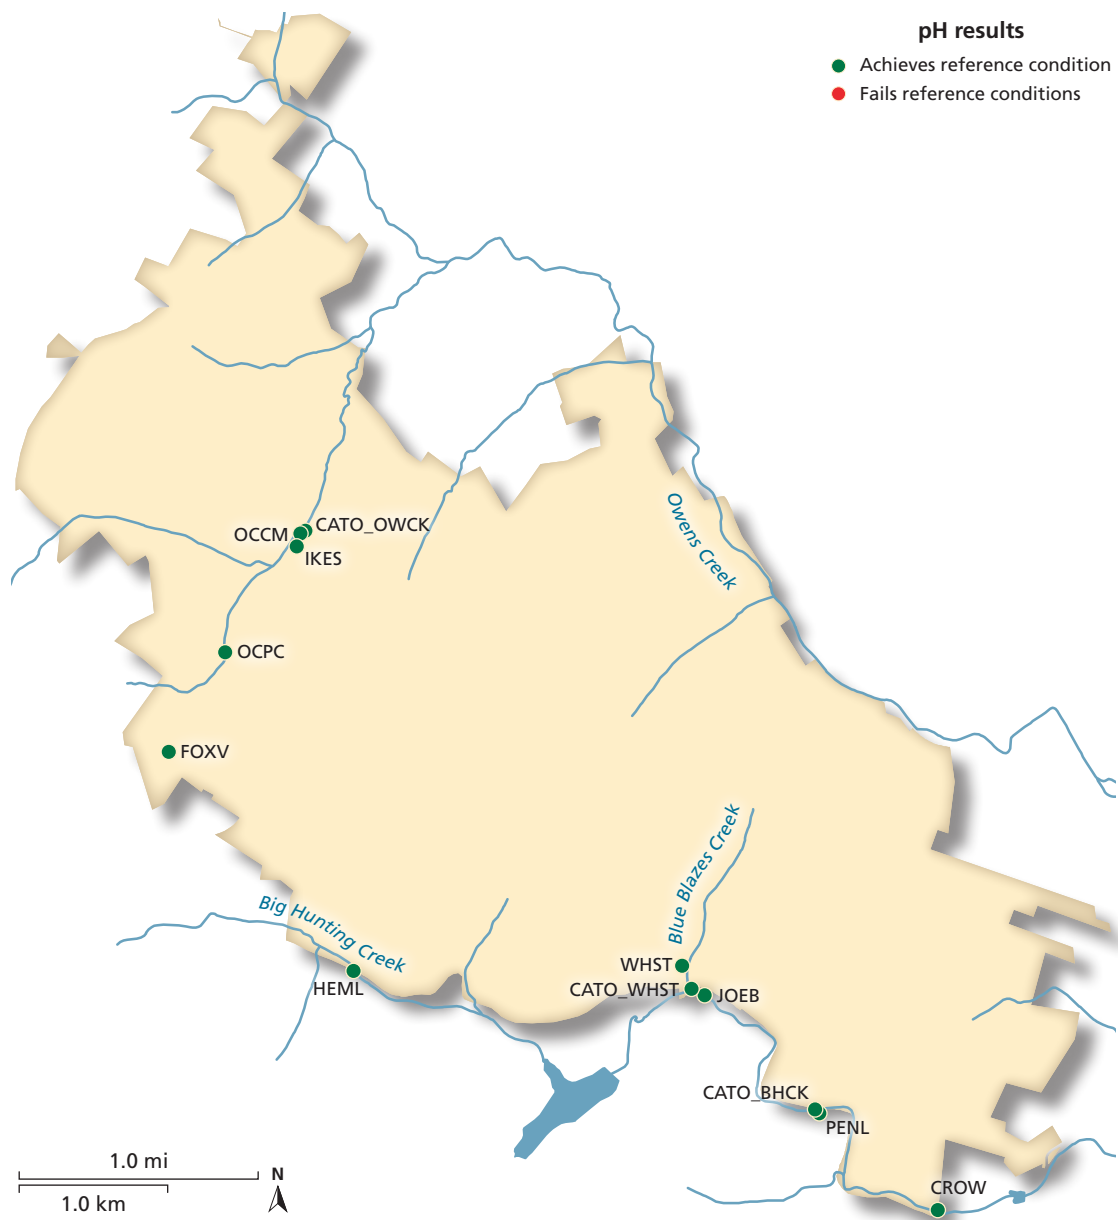 pH results
Achieves reference condition
Fails reference conditions
Owens Creek
CATO_OWCK
OCCM
IKES
OCPC
FOXV
Blue Blazes Creek
Big Hunting Creek
HEML
WHST
CATO_WHST
JOEB
CATO_BHCK
PENL
CROW
1.0 mi
1.0 km
N